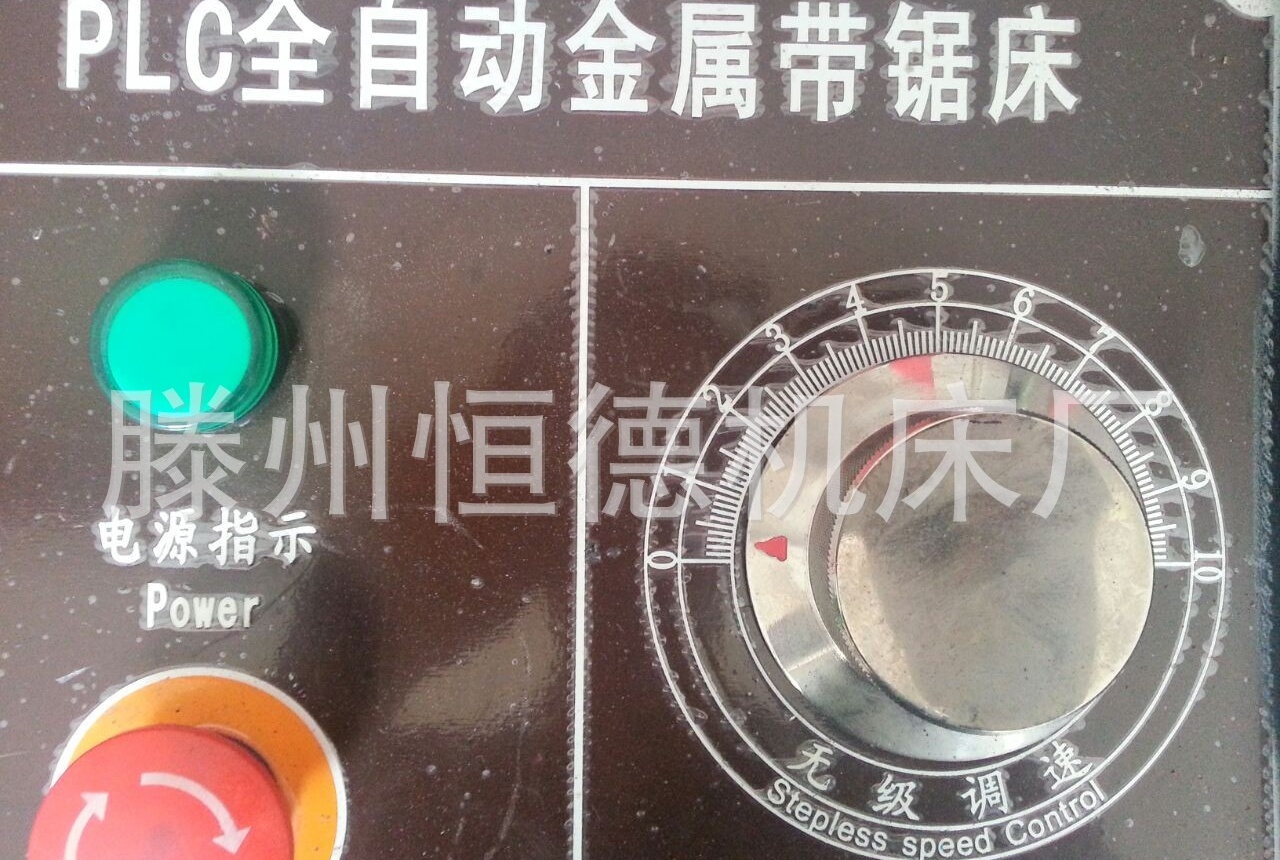 PLC全自动金属带锯床
滕州恒德机床厂
电源指示
Power
0 1 2 3 4 5 6 7 8 9 10
无级调速
Stepless speed Control